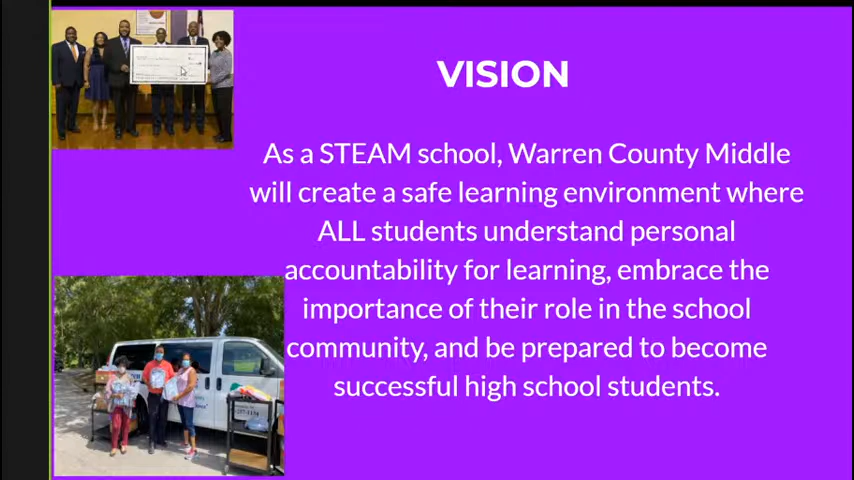 VISION
As a STEAM school, Warren County Middle
will create a safe learning environment where
ALL students understand personal
accountability for learning, embrace the
importance of their role in the school
community, and be prepared to become
successful high school students.